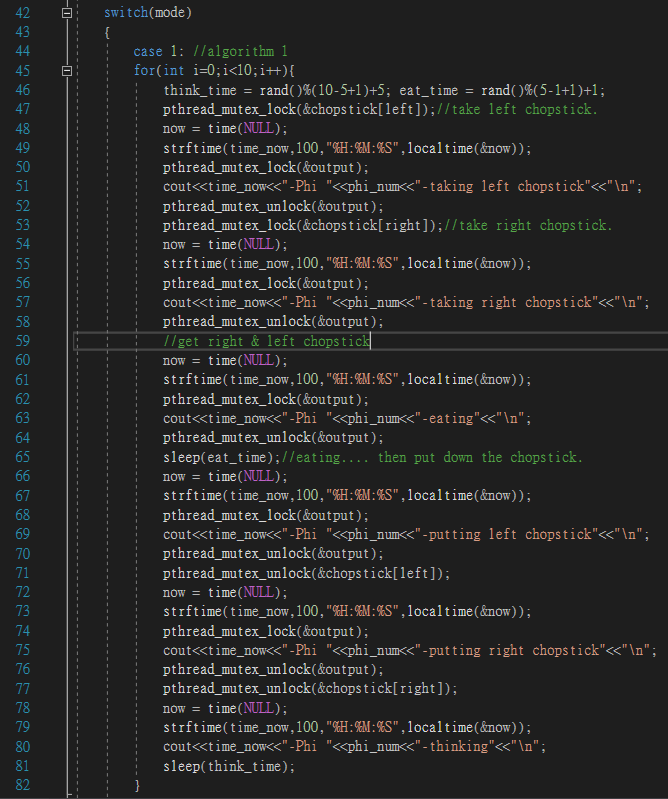 42 switch(mode)
43 {
44 case 1: //algorithm 1
45 for(int i=0;i<10;i++){
46 think_time = rand()%(10-5+1)+5; eat_time = rand()%(5-1+1)+1;
47 pthread_mutex_lock(&chopstick[left]);//take left chopstick.
48 now = time(NULL);
49 strftime(time_now,100,"%H:%M:%S",localtime(&now));
50 pthread_mutex_lock(&output);
51 cout<<time_now<<"-Phi "<<phi_num<<"-taking left chopstick"<<"\n";
52 pthread_mutex_unlock(&output);
53 pthread_mutex_lock(&chopstick[right]);//take right chopstick.
54 now = time(NULL);
55 strftime(time_now,100,"%H:%M:%S",localtime(&now));
56 pthread_mutex_lock(&output);
57 cout<<time_now<<"-Phi "<<phi_num<<"-taking right chopstick"<<"\n";
58 pthread_mutex_unlock(&output);
59 //get right & left chopstick
60 now = time(NULL);
61 strftime(time_now,100,"%H:%M:%S",localtime(&now));
62 pthread_mutex_lock(&output);
63 cout<<time_now<<"-Phi "<<phi_num<<"-eating"<<"\n";
64 pthread_mutex_unlock(&output);
65 sleep(eat_time);//eating.... then put down the chopstick.
66 now = time(NULL);
67 strftime(time_now,100,"%H:%M:%S",localtime(&now));
68 pthread_mutex_lock(&output);
69 cout<<time_now<<"-Phi "<<phi_num<<"-putting left chopstick"<<"\n";
70 pthread_mutex_unlock(&output);
71 pthread_mutex_unlock(&chopstick[left]);
72 now = time(NULL);
73 strftime(time_now,100,"%H:%M:%S",localtime(&now));
74 pthread_mutex_lock(&output);
75 cout<<time_now<<"-Phi "<<phi_num<<"-putting right chopstick"<<"\n";
76 pthread_mutex_unlock(&output);
77 pthread_mutex_unlock(&chopstick[right]);
78 now = time(NULL);
79 strftime(time_now,100,"%H:%M:%S",localtime(&now));
80 cout<<time_now<<"-Phi "<<phi_num<<"-thinking"<<"\n";
81 sleep(think_time);
82 }